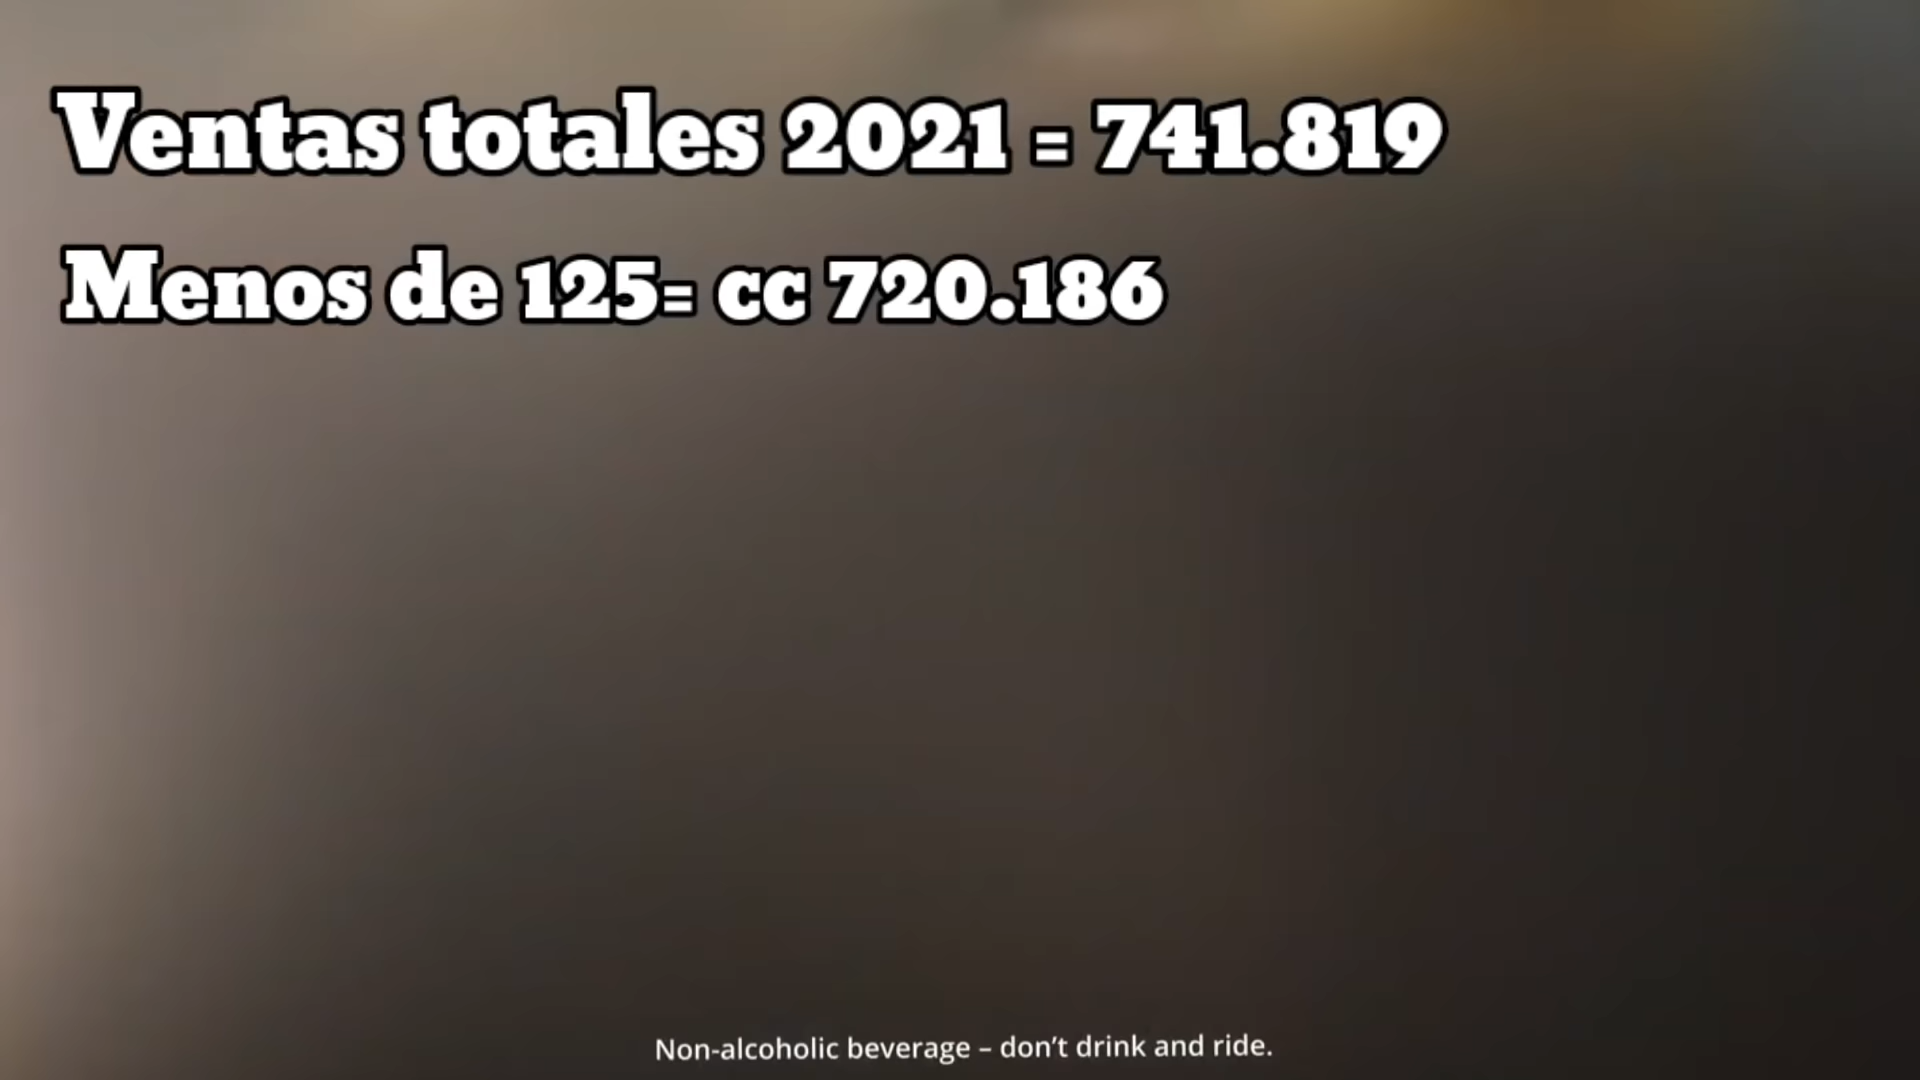 Ventas totales 2021 = 741.819
Menos de 125= cc 720.186
Non-alcoholic beverage – don't drink and ride.